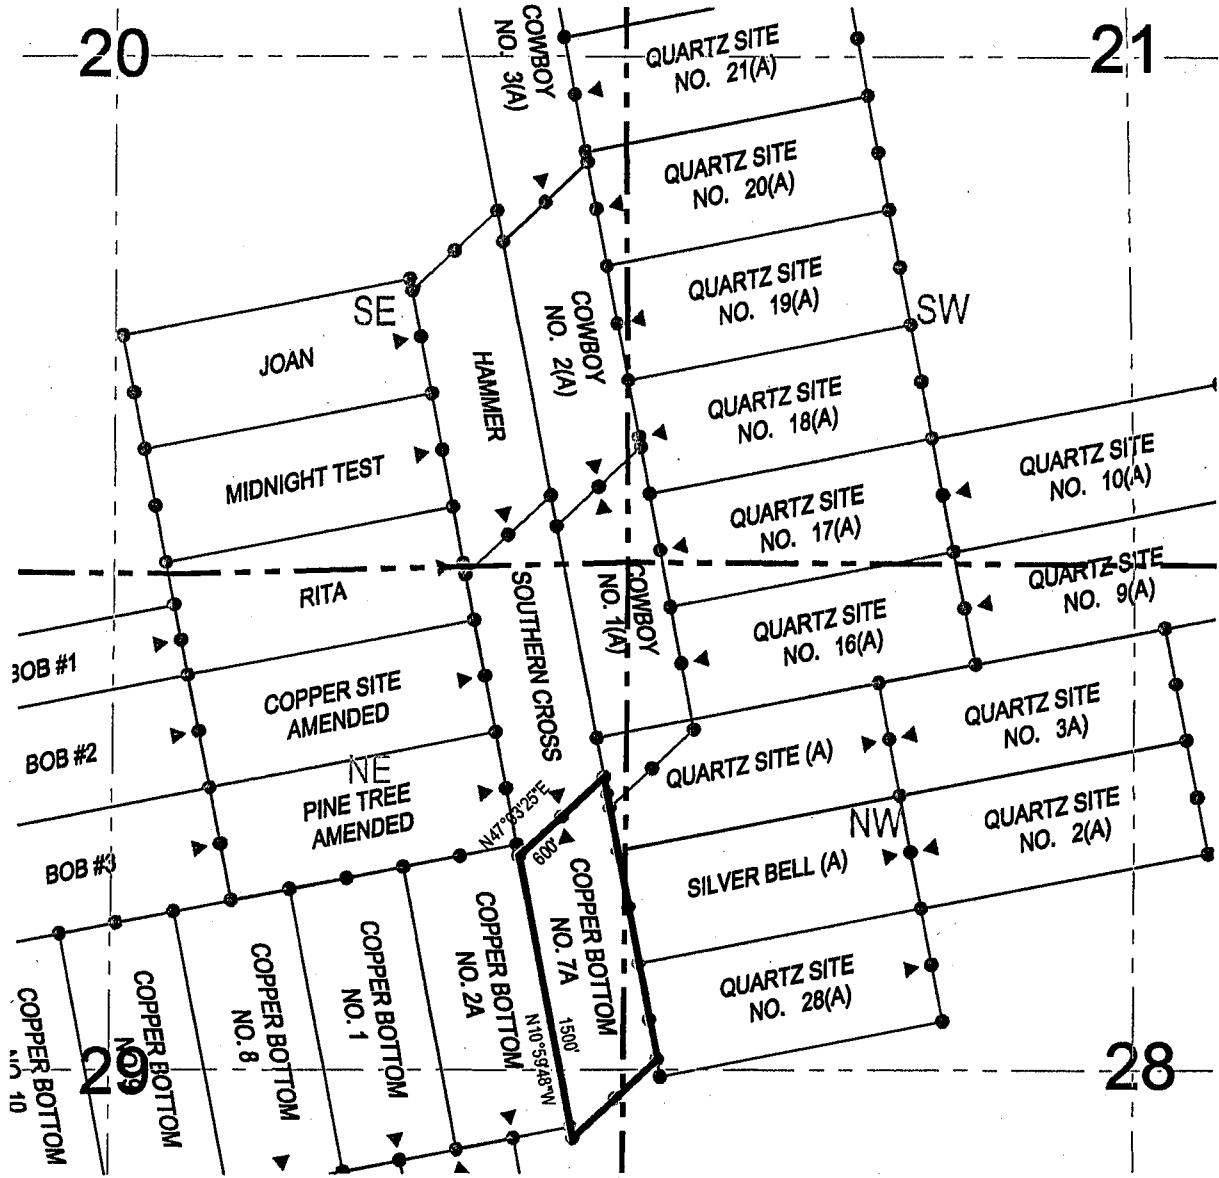 20
21
COWBOY
NO. 3(A)
QUARTZ SITE
NO. 21(A)
QUARTZ SITE
NO. 20(A)
QUARTZ SITE
NO. 19(A)
SE
SW
COWBOY
NO. 2(A)
JOAN
HAMMER
QUARTZ SITE
NO. 18(A)
MIDNIGHT TEST
QUARTZ SITE
NO. 10(A)
QUARTZ SITE
NO. 17(A)
RITA
SOUTHERN CROSS
COWBOY
NO. 1(A)
QUARTZ SITE
NO. 9(A)
QUARTZ SITE
NO. 16(A)
BOB #1
COPPER SITE
AMENDED
QUARTZ SITE
NO. 3A)
BOB #2
NE
QUARTZ SITE (A)
PINE TREE
AMENDED
N47°03'25"E
600'
NW
QUARTZ SITE
NO. 2(A)
BOB #3
SILVER BELL (A)
COPPER BOTTOM
NO. 7A
COPPER BOTTOM
NO. 2A
COPPER BOTTOM
NO. 1
COPPER BOTTOM
NO. 8
COPPER BOTTOM
NO. 9
COPPER BOTTOM
10
QUARTZ SITE
NO. 28(A)
1500'
N10°59'48"W
29
28